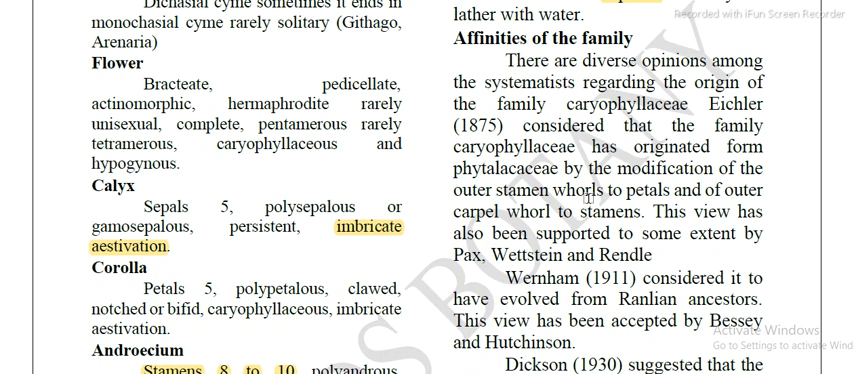 Dichasial cyme sometimes it ends in
monochasial cyme rarely solitary (Githago,
Arenaria)
Flower
Bracteate, pedicellate,
actinomorphic, hermaphrodite rarely
unisexual, complete, pentamerous rarely
tetramerous, caryophyllaceous and
hypogynous.
Calyx
Sepals 5, polysepalous or
gamosepalous, persistent, imbricate
aestivation.
Corolla
Petals 5, polypetalous, clawed,
notched or bifid, caryophyllaceous, imbricate
aestivation.
Androecium
Stamens 8 to 10 polyandrous,
lather with water.
Recorded with iFun Screen Recorder
Affinities of the family
There are diverse opinions among
the systematists regarding the origin of
the family caryophyllaceae Eichler
(1875) considered that the family
caryophyllaceae has originated form
phytalacaceae by the modification of the
outer stamen whorls to petals and of outer
carpel whorl to stamens. This view has
also been supported to some extent by
Pax, Wettstein and Rendle
Wernham (1911) considered it to
have evolved from Ranlian ancestors.
This view has been accepted by Bessey
and Hutchinson.
Dickson (1930) suggested that the
Activate Windows
Go to Settings to activate Wind
BOTANY